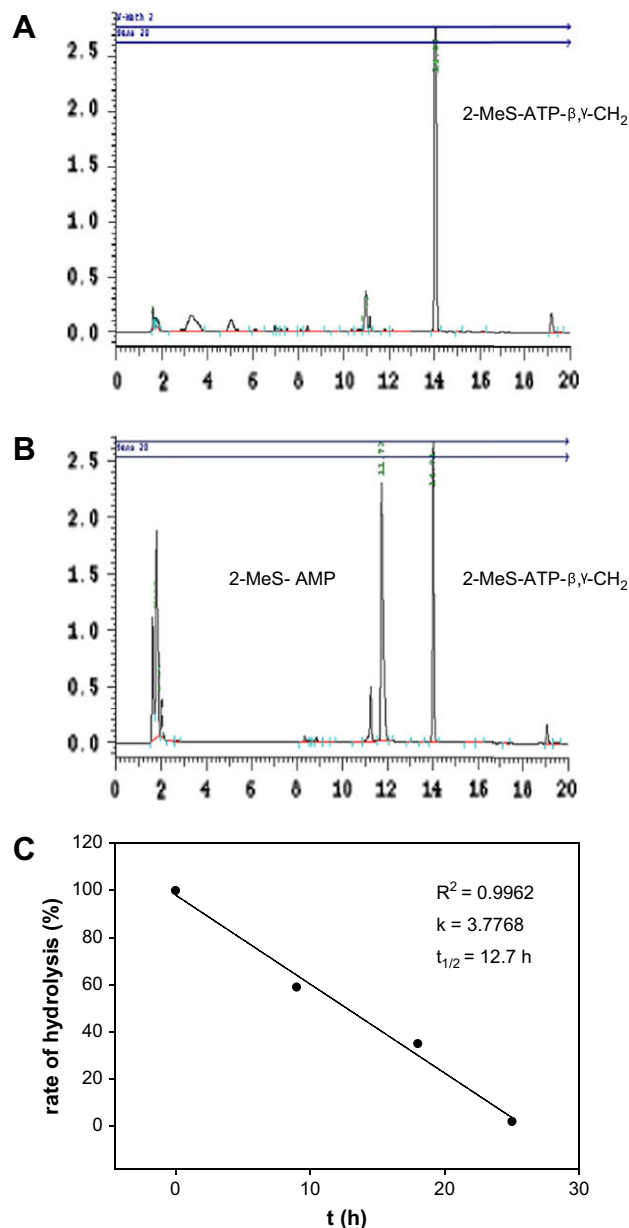 A
2.5
2.0
1.5
1.0
0.5
0.0
2-MeS-ATP-β,γ-CH2
0 2 4 6 8 10 12 14 16 18 20
B
2.5
2.0
1.5
1.0
0.5
0.0
2-MeS- AMP
2-MeS-ATP-β,γ-CH2
0 2 4 6 8 10 12 14 16 18 20
C
rate of hydrolysis (%)
120
100
80
60
40
20
0
R2 = 0.9962
k = 3.7768
t1/2 = 12.7 h
0 10 20 30
t (h)